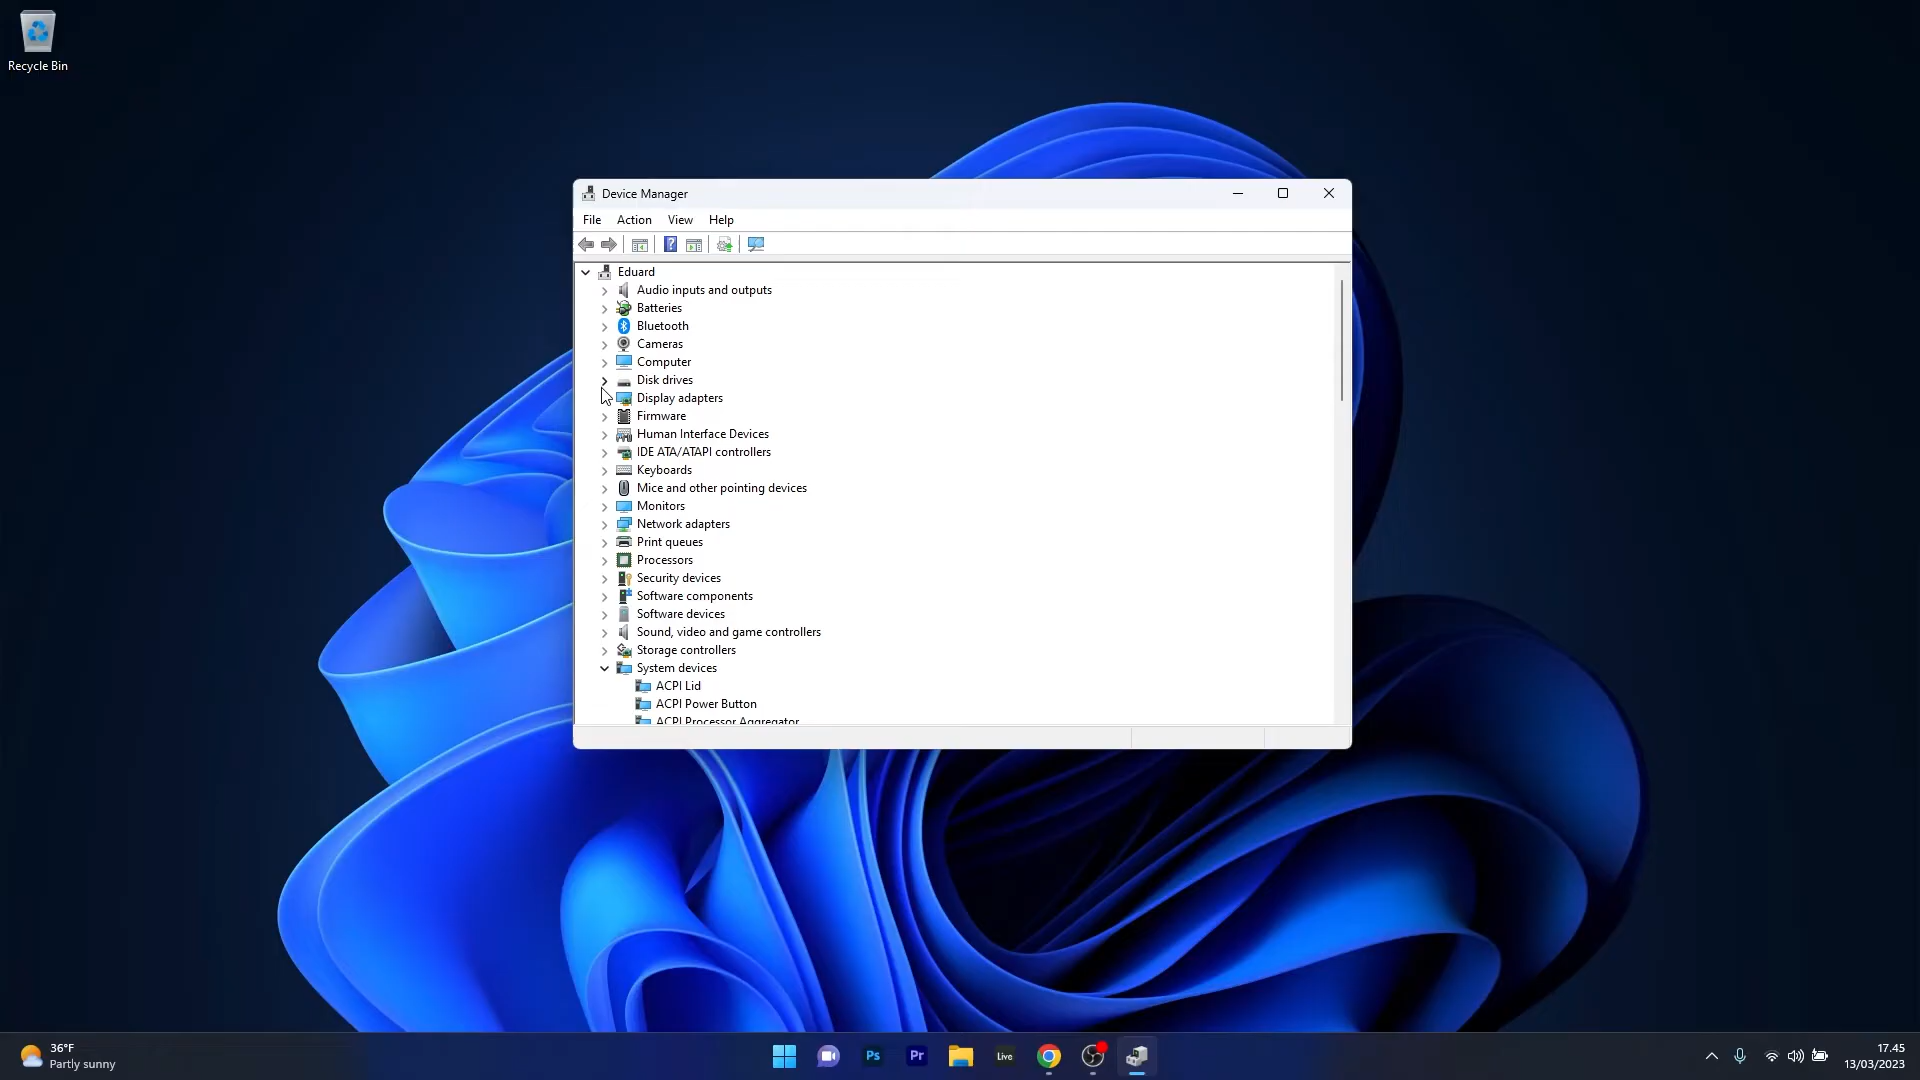 Recycle Bin
Device Manager
File Action View Help
Eduard
Audio inputs and outputs
Batteries
Bluetooth
Cameras
Computer
Disk drives
Display adapters
Firmware
Human Interface Devices
IDE ATA/ATAPI controllers
Keyboards
Mice and other pointing devices
Monitors
Network adapters
Print queues
Processors
Security devices
Software components
Software devices
Sound, video and game controllers
Storage controllers
System devices
ACPI Lid
ACPI Power Button
ACPI Processor Aggregator
36°F
Partly sunny
Ps
Pr
Live
17.45
13/03/2023